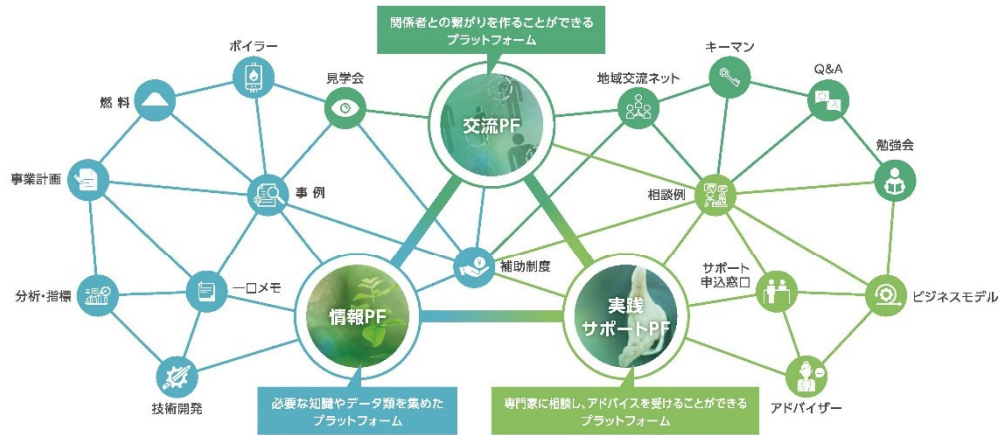 関係者との繋がりを作ることができる
プラットフォーム
ボイラー
見学会
燃料
事業計画
事例
分析・指標
一口メモ
技術開発
交流PF
地域交流ネット
キーマン
Q&A
勉強会
相談例
補助制度
サポート
申込窓口
ビジネスモデル
アドバイザー
情報PF
実践
サポートPF
必要な知識やデータ類を集めた
プラットフォーム
専門家に相談し、アドバイスを受けることができる
プラットフォーム